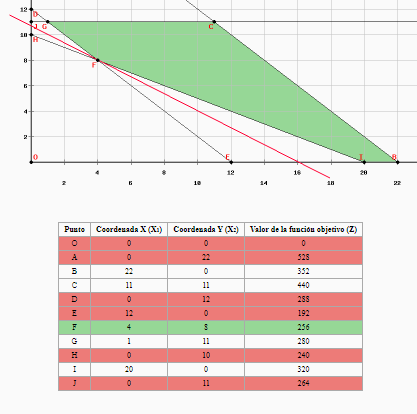 12
D
J G
C
10
H
8
F
6
4
2
O
E
I
B
2
4
6
8
10
12
14
16
18
20
22
Punto Coordenada X (X1) Coordenada Y (X2) Valor de la función objetivo (Z)
O 0 0 0
A 0 22 528
B 22 0 352
C 11 11 440
D 0 12 288
E 12 0 192
F 4 8 256
G 1 11 280
H 0 10 240
I 20 0 320
J 0 11 264